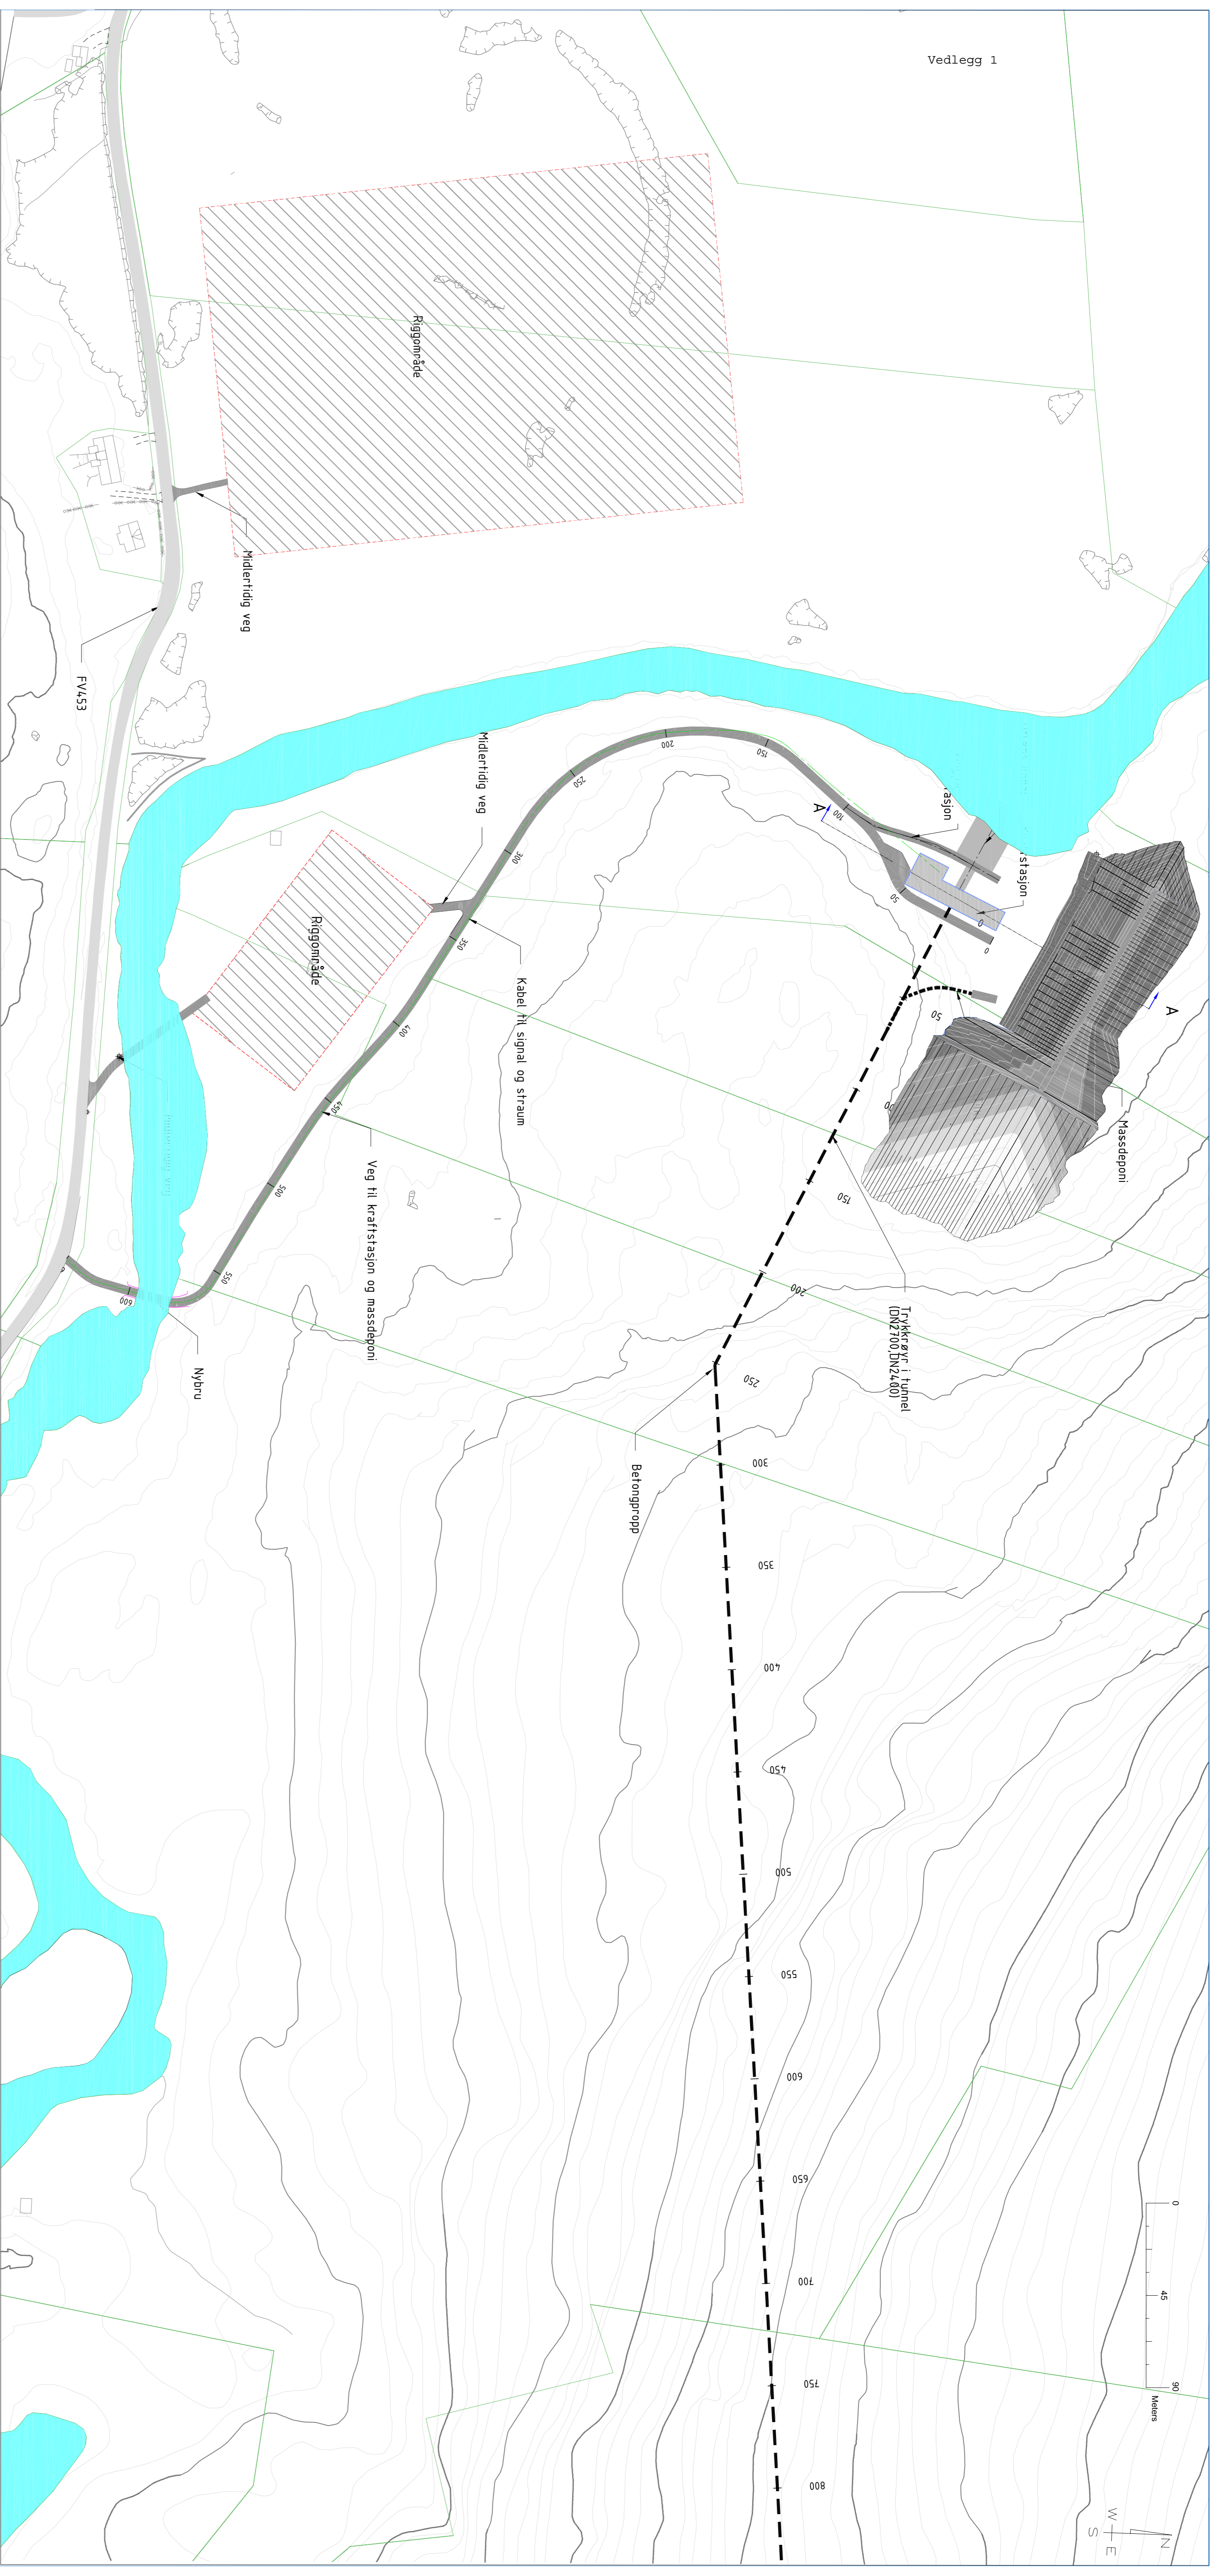 Vedlegg 1
Riggområde
Midlertidig veg
FV453
Midlertidig veg
200
150
250
100
A
300
50
0
0
350
Riggområde
Kabel til signal og straum
400
50
A
Massdeponi
450
Veg til kraftstasjon og massdeponi
500
150
550
200
600
Nybru
Trykkrøyr i tunnel
(DN2700,DN2400)
250
Betongpropp
300
350
400
450
500
550
600
650
700
750
800
0
45
90
Meters
N
W
E
S